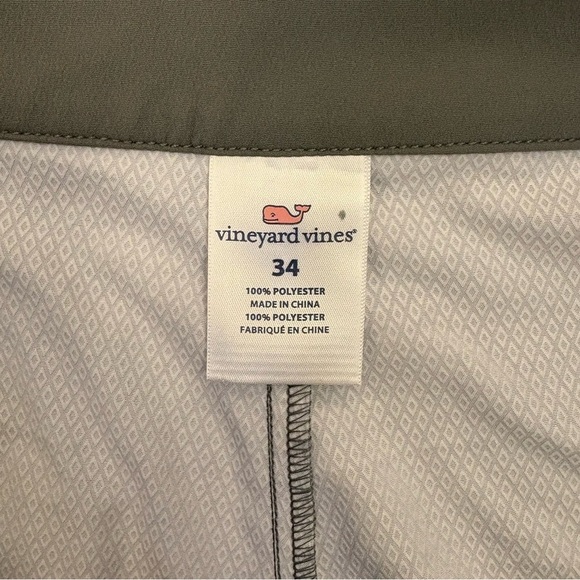 vineyard vines®
34
100% POLYESTER
MADE IN CHINA
100% POLYESTER
FABRIQUÉ EN CHINE